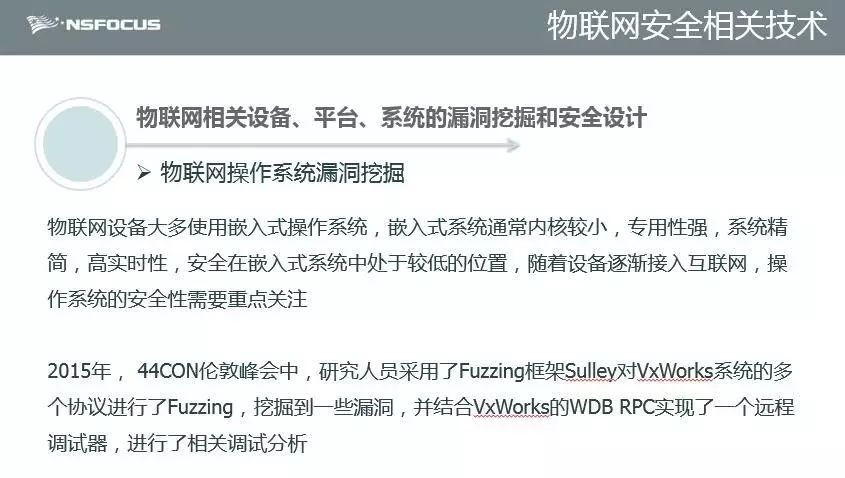 NSFOCUS
物联网安全相关技术
物联网相关设备、平台、系统的漏洞挖掘和安全设计
➢ 物联网操作系统漏洞挖掘
物联网设备大多使用嵌入式操作系统，嵌入式系统通常内核较小，专用性强，系统精
简，高实时性，安全在嵌入式系统中处于较低的位置，随着设备逐渐接入互联网，操
作系统的安全性需要重点关注
2015年， 44CON伦敦峰会中，研究人员采用了Fuzzing框架Sulley对VxWorks系统的多
个协议进行了Fuzzing，挖掘到一些漏洞，并结合VxWorks的WDB RPC实现了一个远程
调试器，进行了相关调试分析